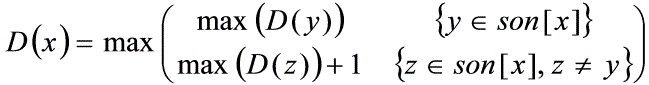 D(x) = max ( max (D(y)) {y ∈ son[x]}
max (D(z)) + 1 {z ∈ son[x], z ≠ y} )